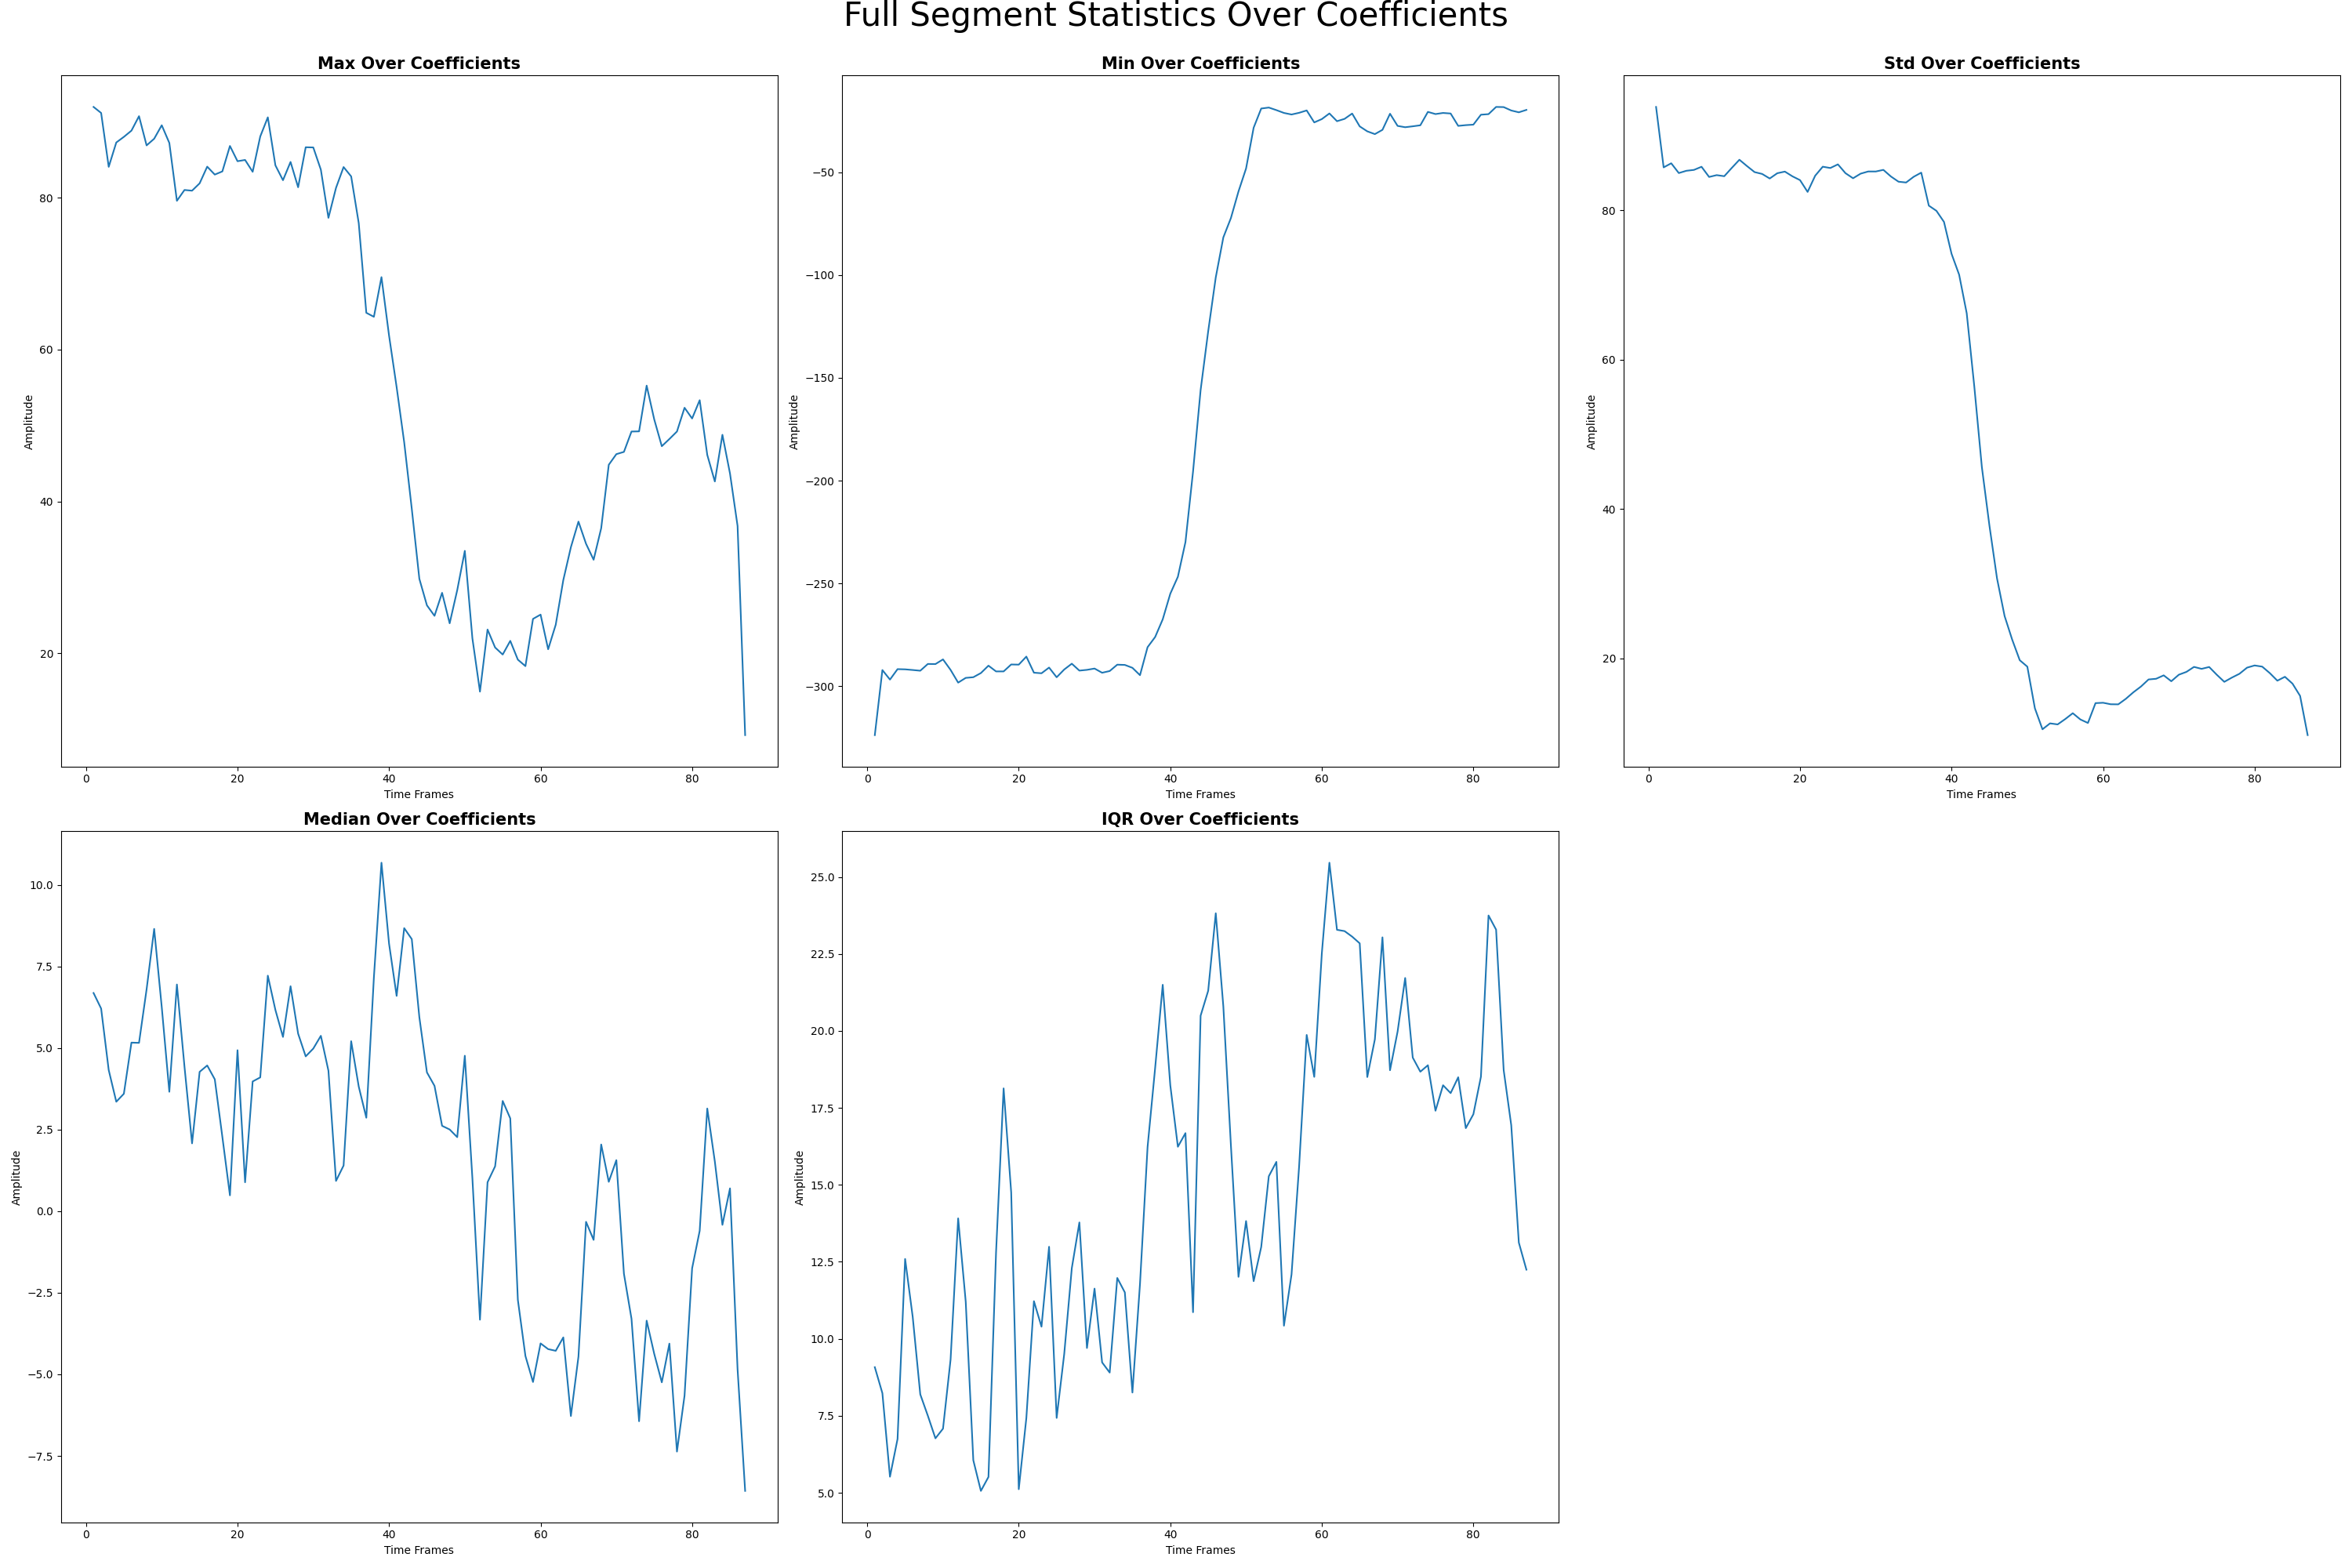 Full Segment Statistics Over Coefficients
Max Over Coefficients
Min Over Coefficients
Std Over Coefficients
80
60
40
20
Amplitude
0 20 40 60 80
Time Frames
−50
−100
−150
−200
−250
−300
Amplitude
0 20 40 60 80
Time Frames
80
60
40
20
Amplitude
0 20 40 60 80
Time Frames
Median Over Coefficients
IQR Over Coefficients
10.0
7.5
5.0
2.5
0.0
−2.5
−5.0
−7.5
Amplitude
0 20 40 60 80
Time Frames
25.0
22.5
20.0
17.5
15.0
12.5
10.0
7.5
5.0
Amplitude
0 20 40 60 80
Time Frames